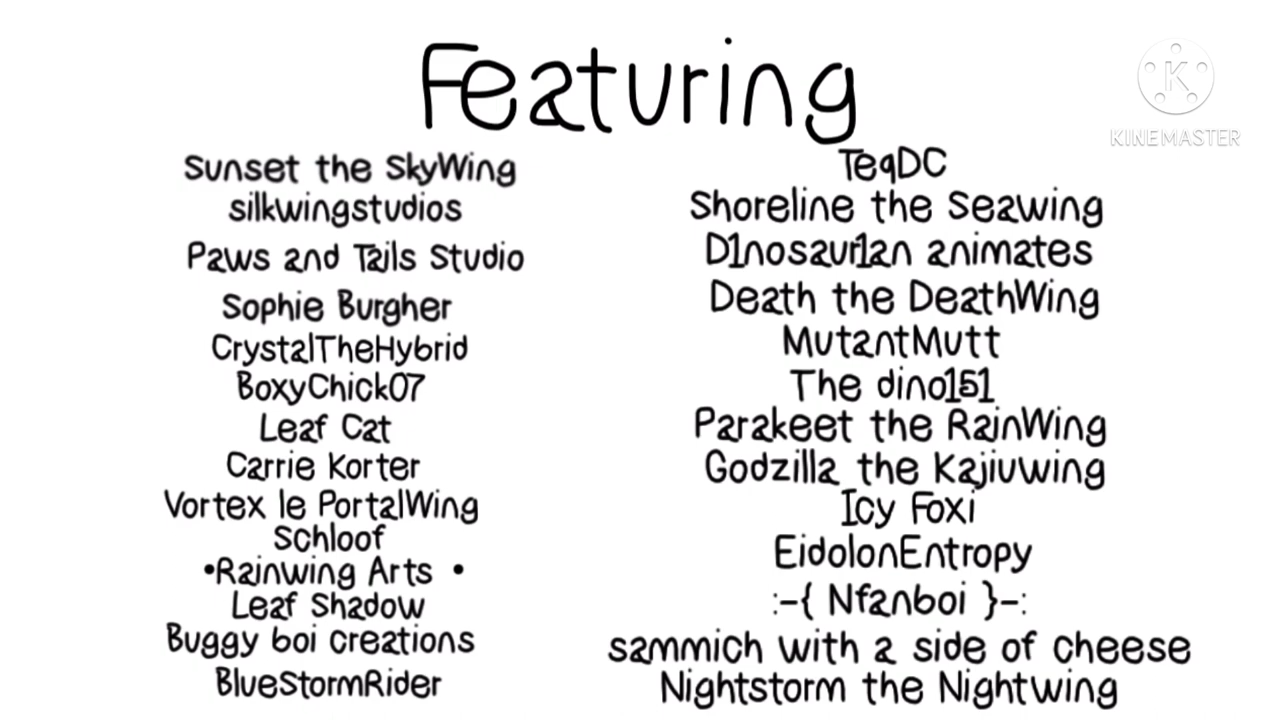 Featuring
K
KINEMASTER
Sunset the SkyWing
silkwingstudios
Paws and Tails Studio
Sophie Burgher
CrystalTheHybrid
BoxyChick07
Leaf Cat
Carrie Korter
Vortex le PortalWing
Schloof
•Rainwing Arts •
Leaf Shadow
Buggy boi creations
BlueStormRider
TeqDC
Shoreline the Seawing
D1nosaur1an animates
Death the DeathWing
MutantMutt
The dino151
Parakeet the RainWing
Godzilla the Kajiuwing
Icy Foxi
EidolonEntropy
:-{ Nfanboi }-:
sammich with a side of cheese
Nightstorm the Nightwing